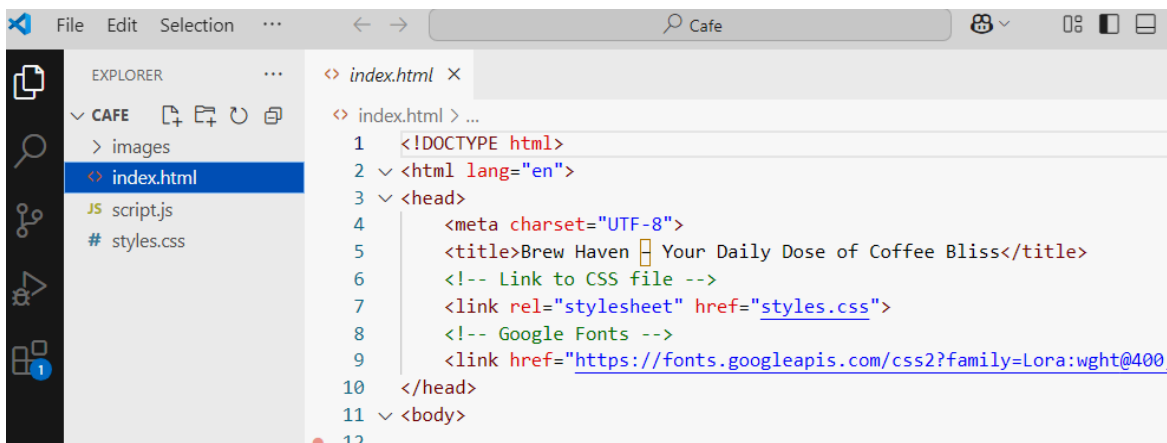 File Edit Selection ...
Cafe
EXPLORER ...
CAFE
images
index.html
JS script.js
# styles.css
1
index.html
index.html > ...
1 <!DOCTYPE html>
2 <html lang="en">
3 <head>
4 <meta charset="UTF-8">
5 <title>Brew Haven – Your Daily Dose of Coffee Bliss</title>
6 <!-- Link to CSS file -->
7 <link rel="stylesheet" href="styles.css">
8 <!-- Google Fonts -->
9 <link href="https://fonts.googleapis.com/css2?family=Lora:wght@400
10 </head>
11 <body>
12